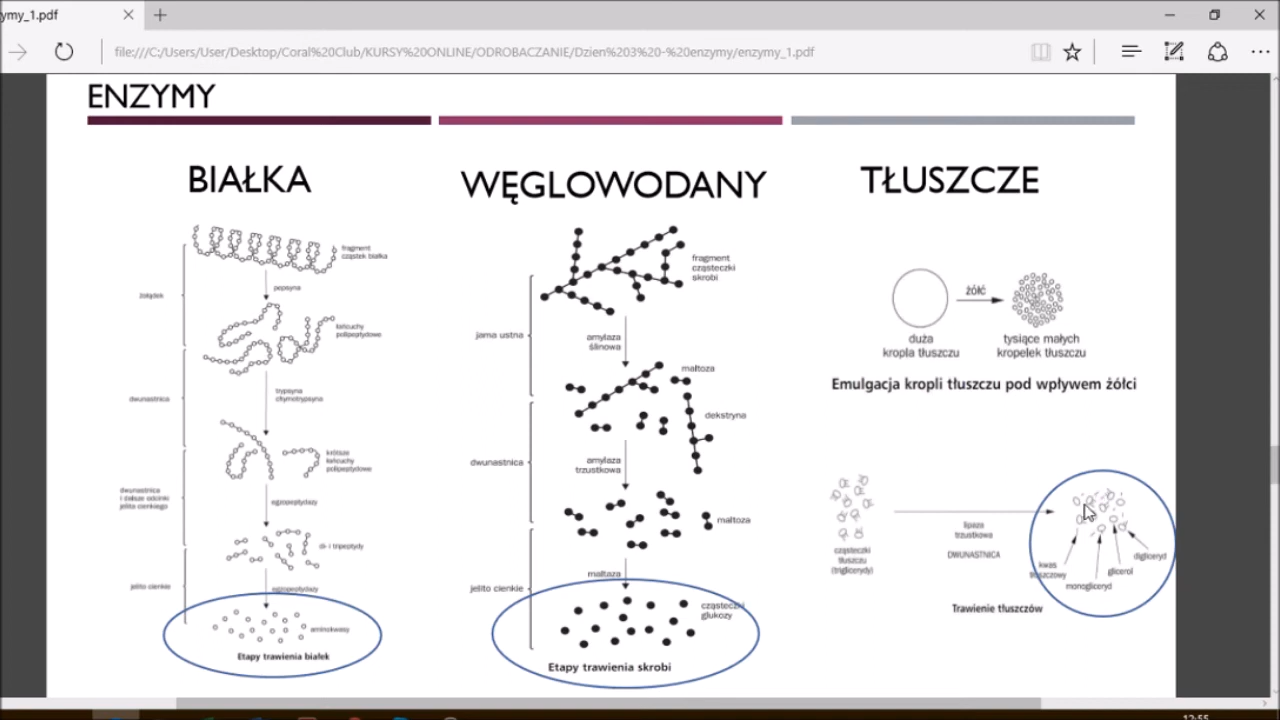 ymy_1.pdf
file:///C:/Users/User/Desktop/Coral%20Club/KURSY%20ONLINE/ODROBACZANIE/Dzien%203%20-%20enzymy/enzymy_1.pdf
ENZYMY
BIAŁKA
fragment
cząstek białka
żołądek
pepsyna
łańcuchy
polipeptydowe
dwunastnica
trypsyna
chymotrypsyna
krótsze
łańcuchy
polipeptydowe
dwunastnica
i dalsze odcinki
jelita cienkiego
egzopeptydazy
di- i tripeptydy
jelito cienkie
egzopeptydazy
aminokwasy
Etapy trawienia białek
WĘGLOWODANY
fragment
cząsteczki
skrobi
jama ustna
amylaza
ślinowa
maltoza
dekstryna
dwunastnica
amylaza
trzustkowa
maltoza
maltaza
jelito cienkie
cząsteczki
glukozy
Etapy trawienia skrobi
TŁUSZCZE
żółć
duża
kropla tłuszczu
tysiące małych
kropelek tłuszczu
Emulgacja kropli tłuszczu pod wpływem żółci
cząsteczki
tłuszczu
(triglicerydy)
lipaza
trzustkowa
DWUNASTNICA
kwas
tłuszczowy
monogliceryd
glicerol
digliceryd
Trawienie tłuszczów